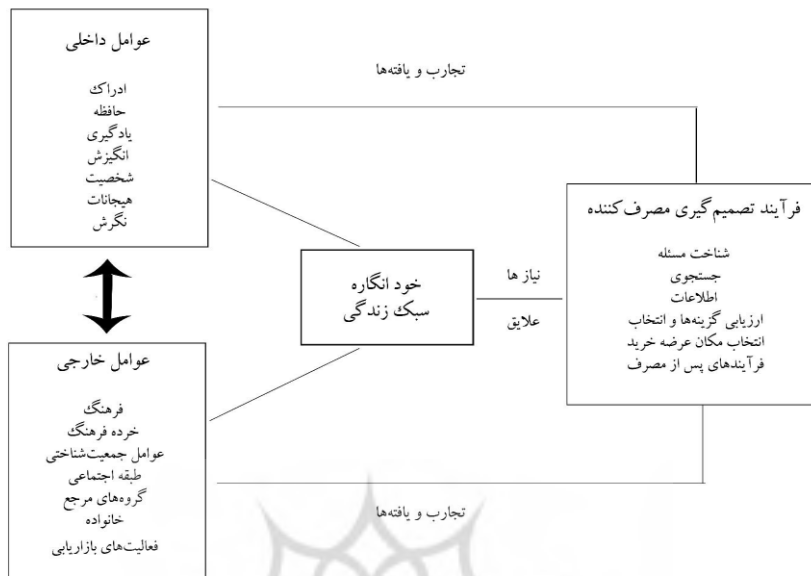 عوامل داخلی
ادراک
حافظه
یادگیری
انگیزش
شخصیت
هیجانات
نگرش
تجارب و یافته‌ها
فرآیند تصمیم‌گیری مصرف‌کننده
شناخت مسئله
جستجوی
اطلاعات
ارزیابی گزینه‌ها و انتخاب
انتخاب مکان عرضه خرید
فرآیندهای پس از مصرف
نیاز ها
علایق
خود انگاره
سبک زندگی
عوامل خارجی
فرهنگ
خرده فرهنگ
عوامل جمعیت‌شناختی
طبقه اجتماعی
گروه‌های مرجع
خانواده
فعالیت‌های بازاریابی
تجارب و یافته‌ها